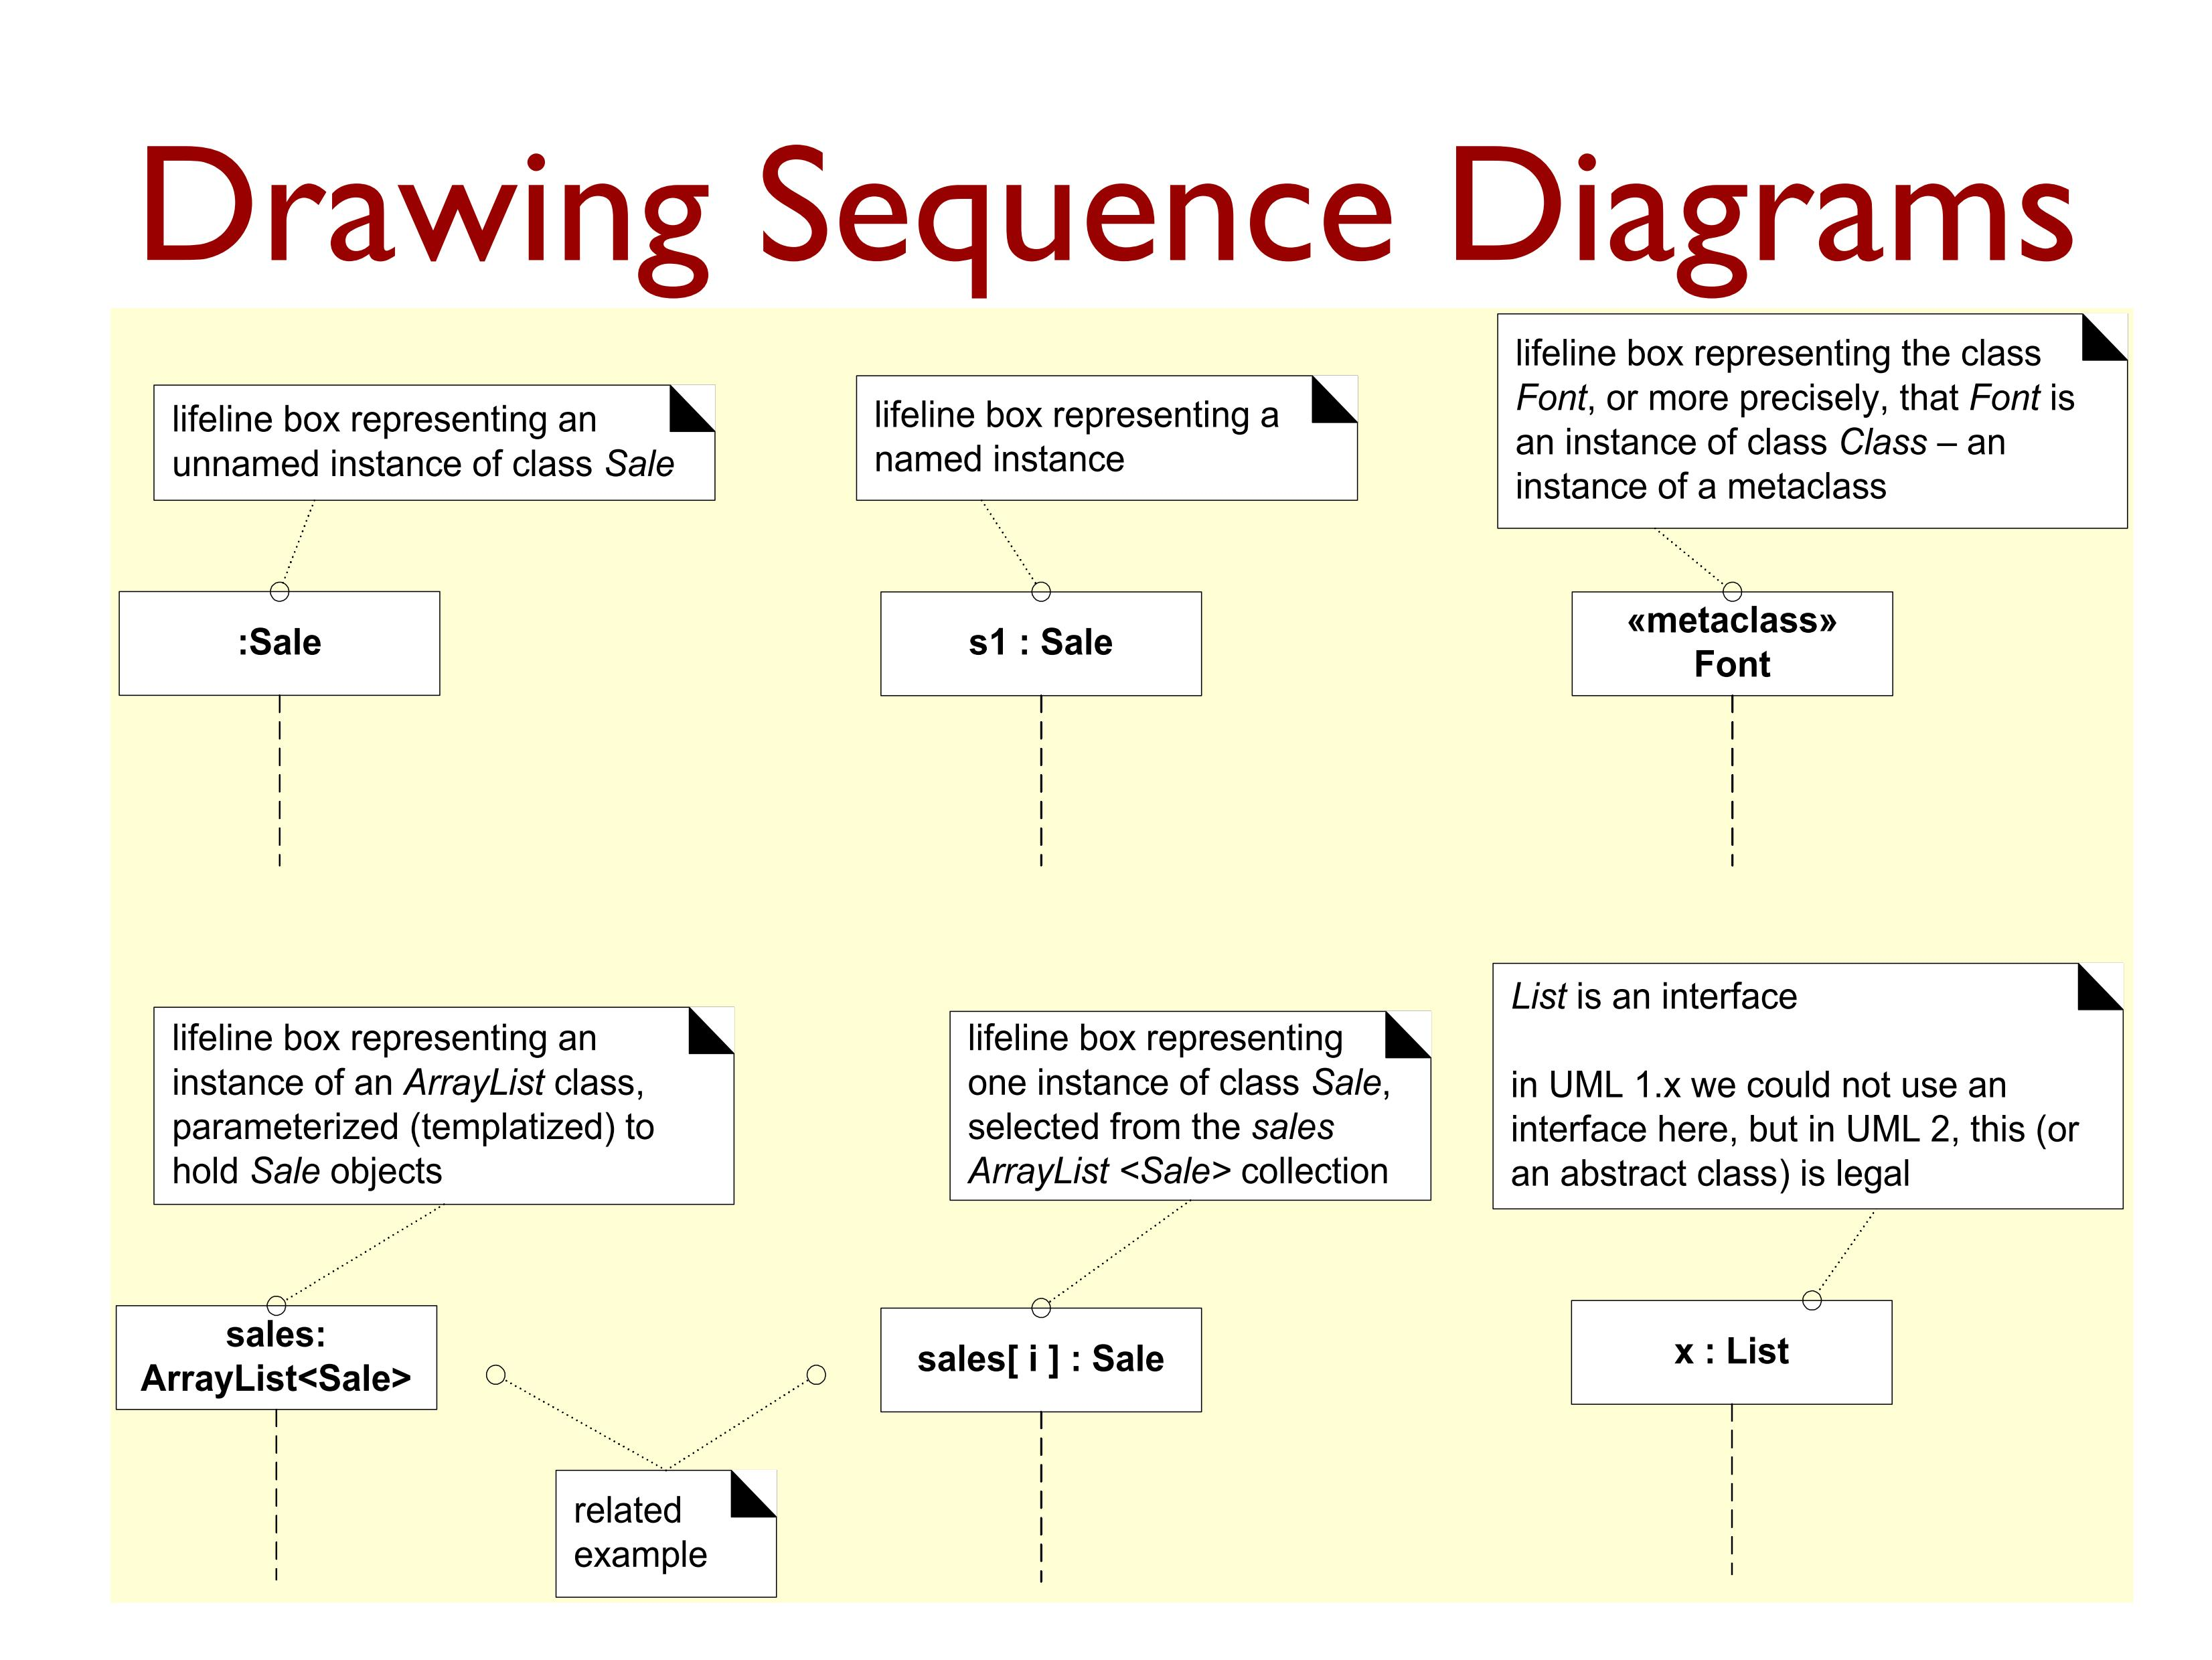 Drawing Sequence Diagrams
lifeline box representing an
unnamed instance of class Sale
lifeline box representing a
named instance
lifeline box representing the class
Font, or more precisely, that Font is
an instance of class Class – an
instance of a metaclass
:Sale
s1 : Sale
«metaclass»
Font
lifeline box representing an
instance of an ArrayList class,
parameterized (templatized) to
hold Sale objects
lifeline box representing
one instance of class Sale,
selected from the sales
ArrayList <Sale> collection
List is an interface
in UML 1.x we could not use an
interface here, but in UML 2, this (or
an abstract class) is legal
sales:
ArrayList<Sale>
sales[ i ] : Sale
x : List
related
example